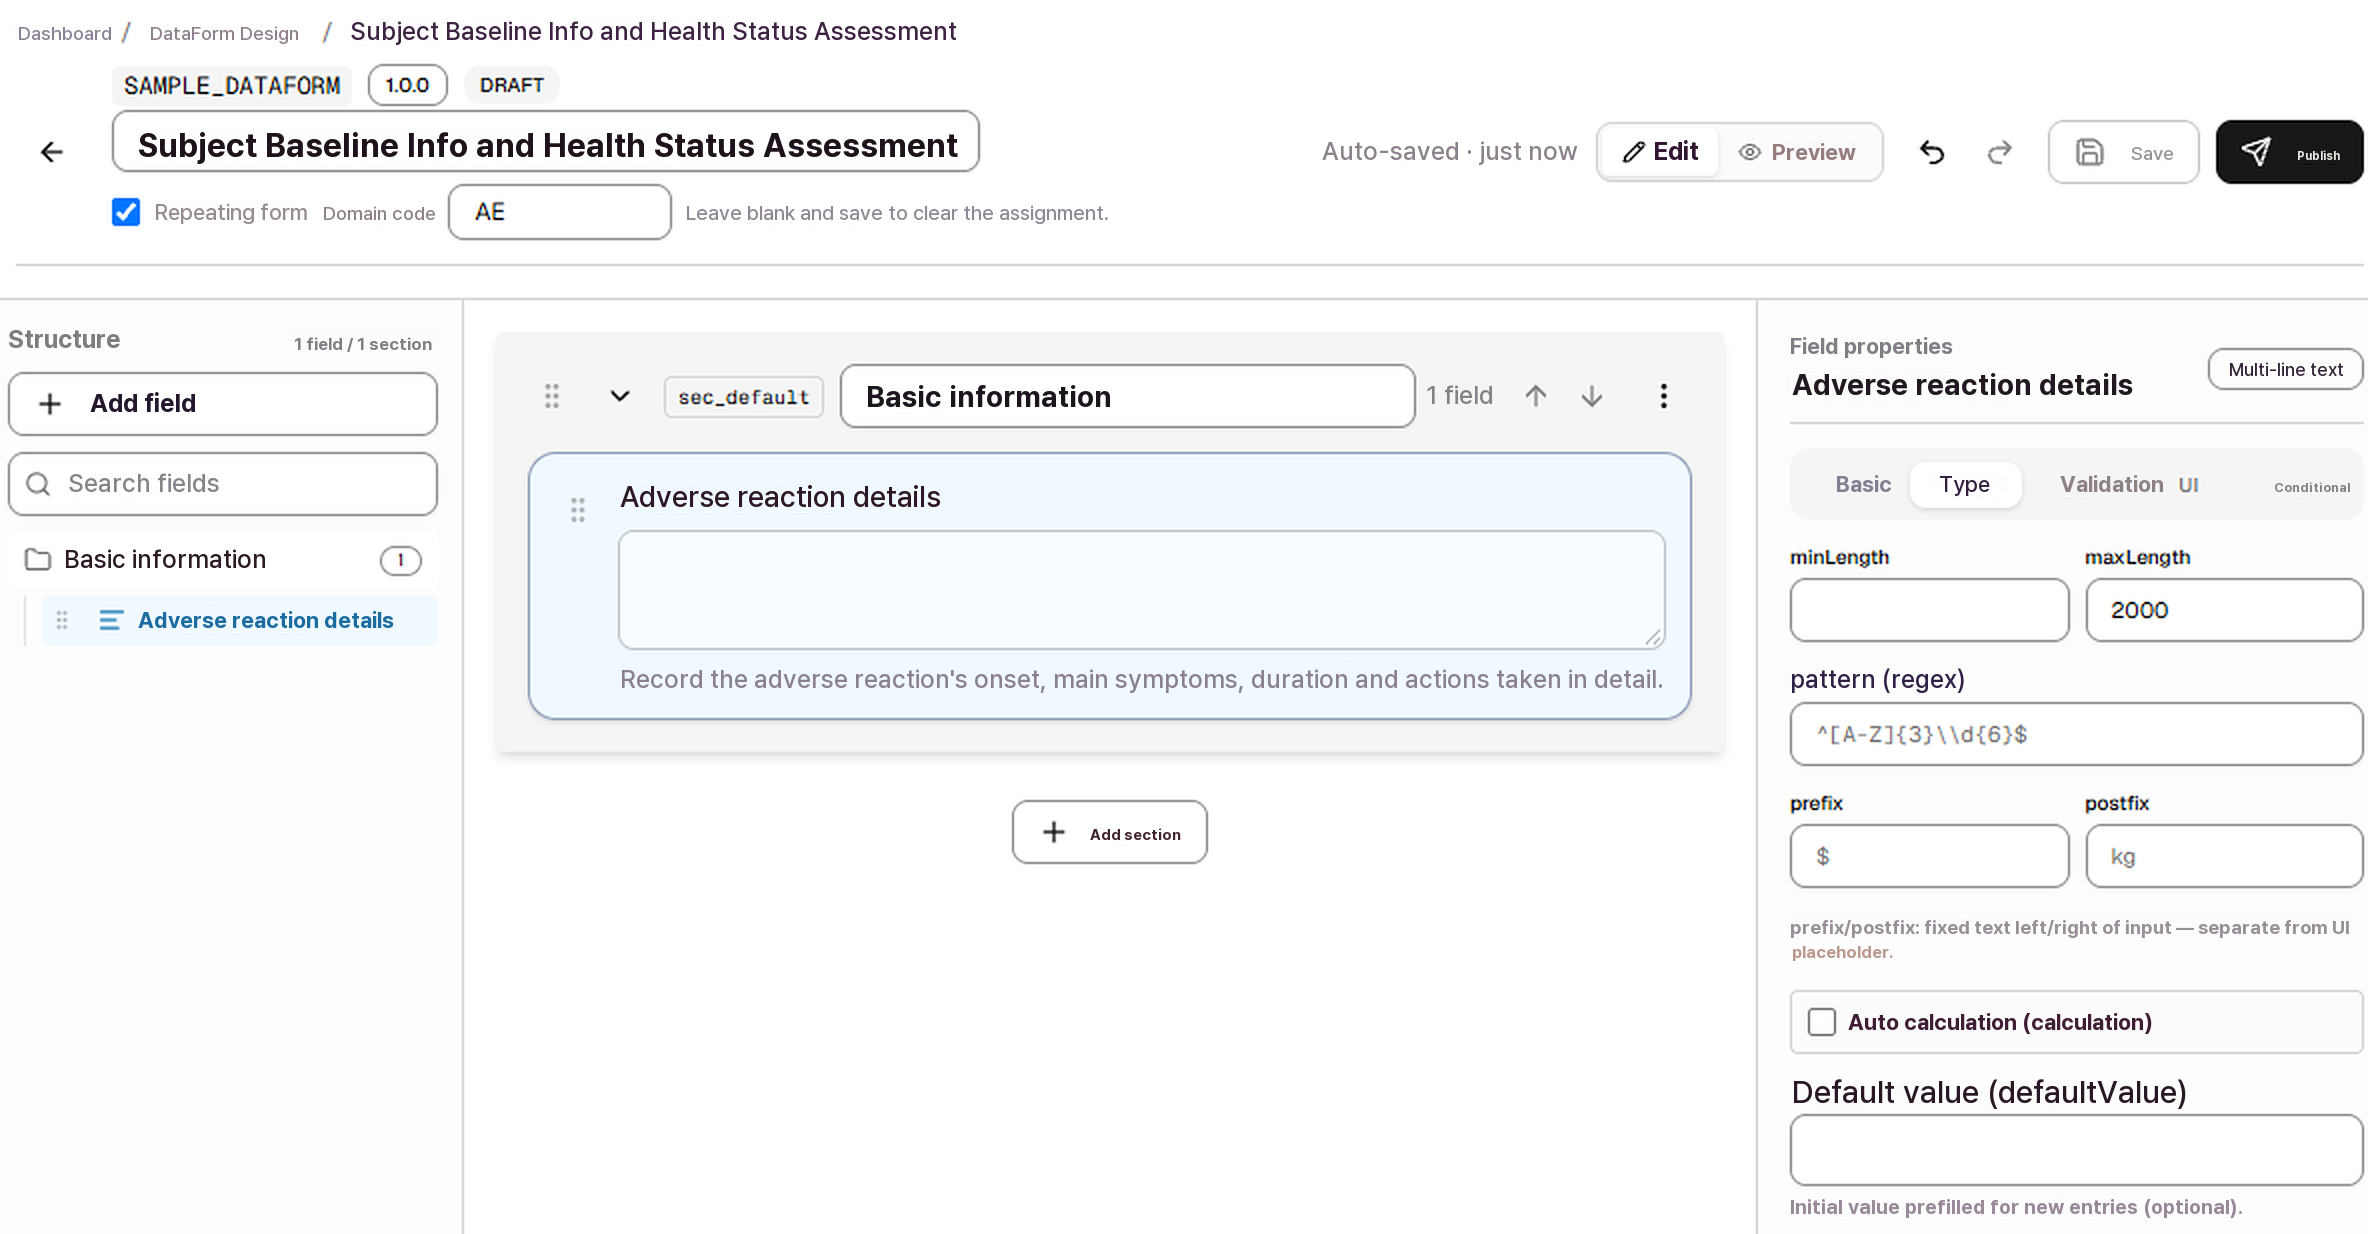 Dashboard / DataForm Design / Subject Baseline Info and Health Status Assessment
SAMPLE_DATAFORM 1.0.0 DRAFT
Subject Baseline Info and Health Status Assessment
Auto-saved · just now Edit Preview Save Publish
Repeating form Domain code AE Leave blank and save to clear the assignment.
Structure 1 field / 1 section
Add field
Search fields
Basic information 1
Adverse reaction details
sec_default Basic information 1 field
Adverse reaction details
Record the adverse reaction's onset, main symptoms, duration and actions taken in detail.
Add section
Field properties
Adverse reaction details Multi-line text
Basic Type Validation UI Conditional
minLength maxLength
2000
pattern (regex)
^[A-Z]{3}\\d{6}$
prefix postfix
$ kg
prefix/postfix: fixed text left/right of input — separate from UI
placeholder.
Auto calculation (calculation)
Default value (defaultValue)
Initial value prefilled for new entries (optional).